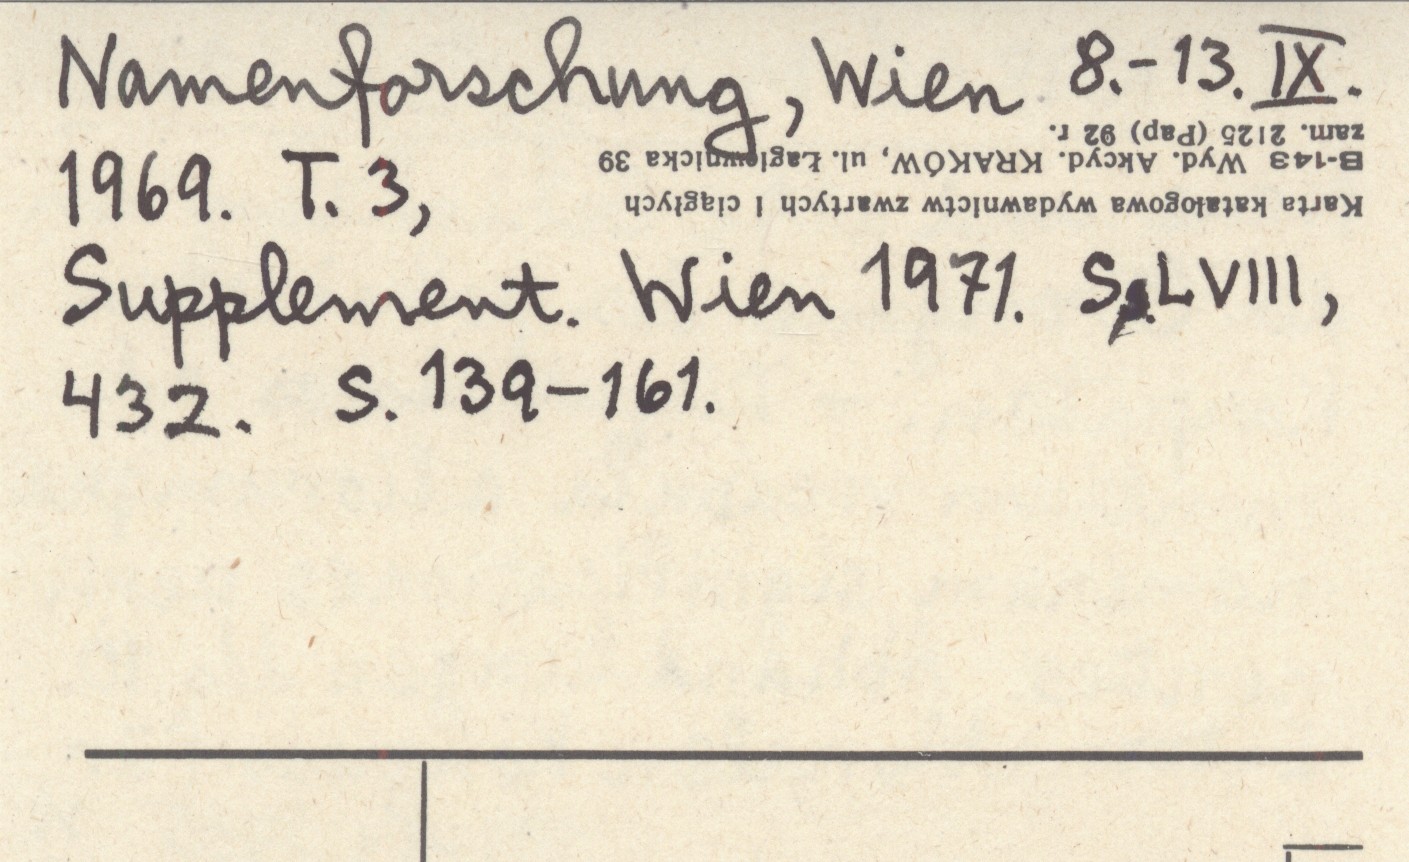 Namenforschung, Wien 8.-13. IX.
1969. T. 3,
Supplement. Wien 1971. S. LVIII,
432. S. 139-161.
Karta katalogowa wydawnictw zwartych i ciągłych
B-143 Wyd. Akcyd. KRAKÓW, ul. Łagiewnicka 39
zam. 2125 (Pap) 92 r.